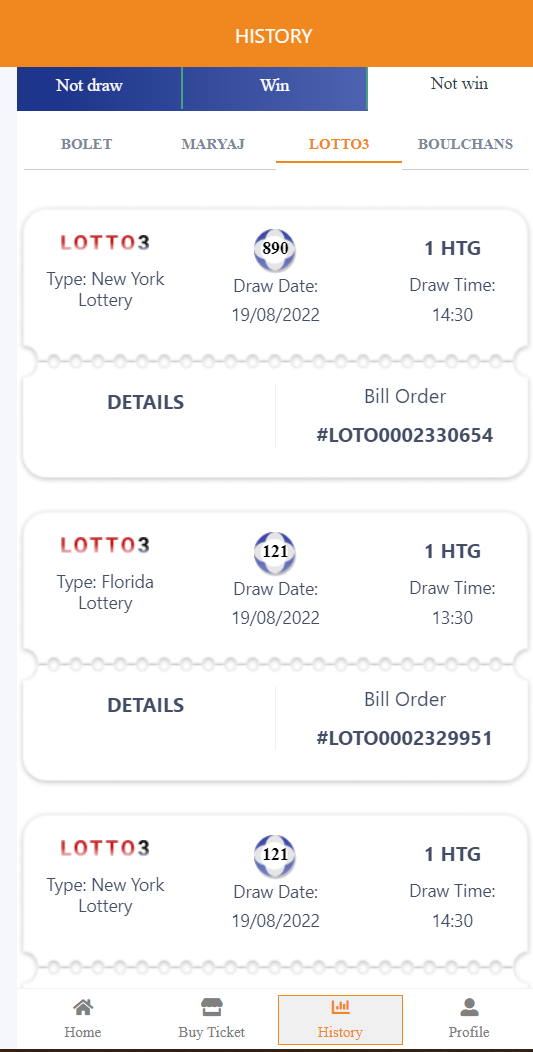 HISTORY
Not draw Win Not win
BOLET MARYAJ LOTTO3 BOULCHANS
LOTTO3 890 1 HTG
Type: New York Lottery
Draw Date:
19/08/2022
Draw Time:
14:30
DETAILS
Bill Order
#LOTO0002330654
LOTTO3 121 1 HTG
Type: Florida Lottery
Draw Date:
19/08/2022
Draw Time:
13:30
DETAILS
Bill Order
#LOTO0002329951
LOTTO3 121 1 HTG
Type: New York Lottery
Draw Date:
19/08/2022
Draw Time:
14:30
Home Buy Ticket History Profile